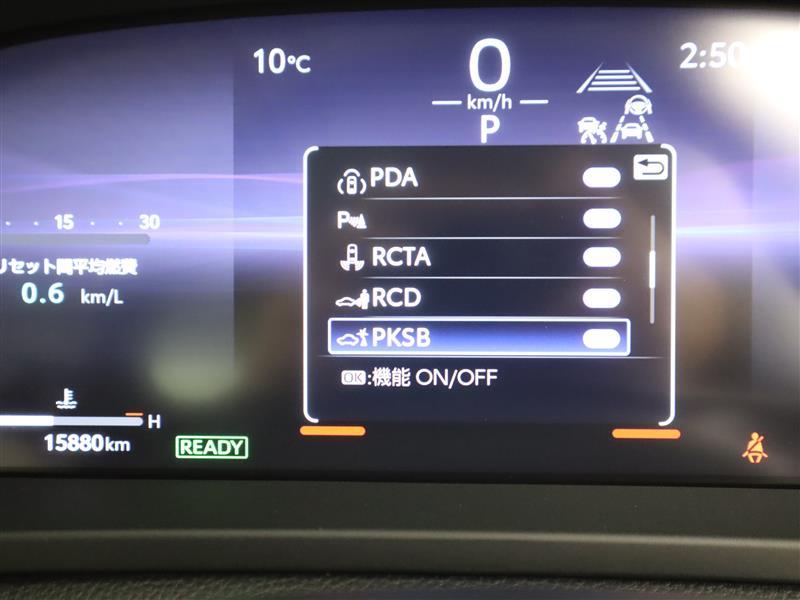 10℃
0
km/h
2:50
P
PDA
P
15 30
RCTA
リセット間平均燃費
0.6 km/L
RCD
PKSB
OK:機能 ON/OFF
H
15880km
READY